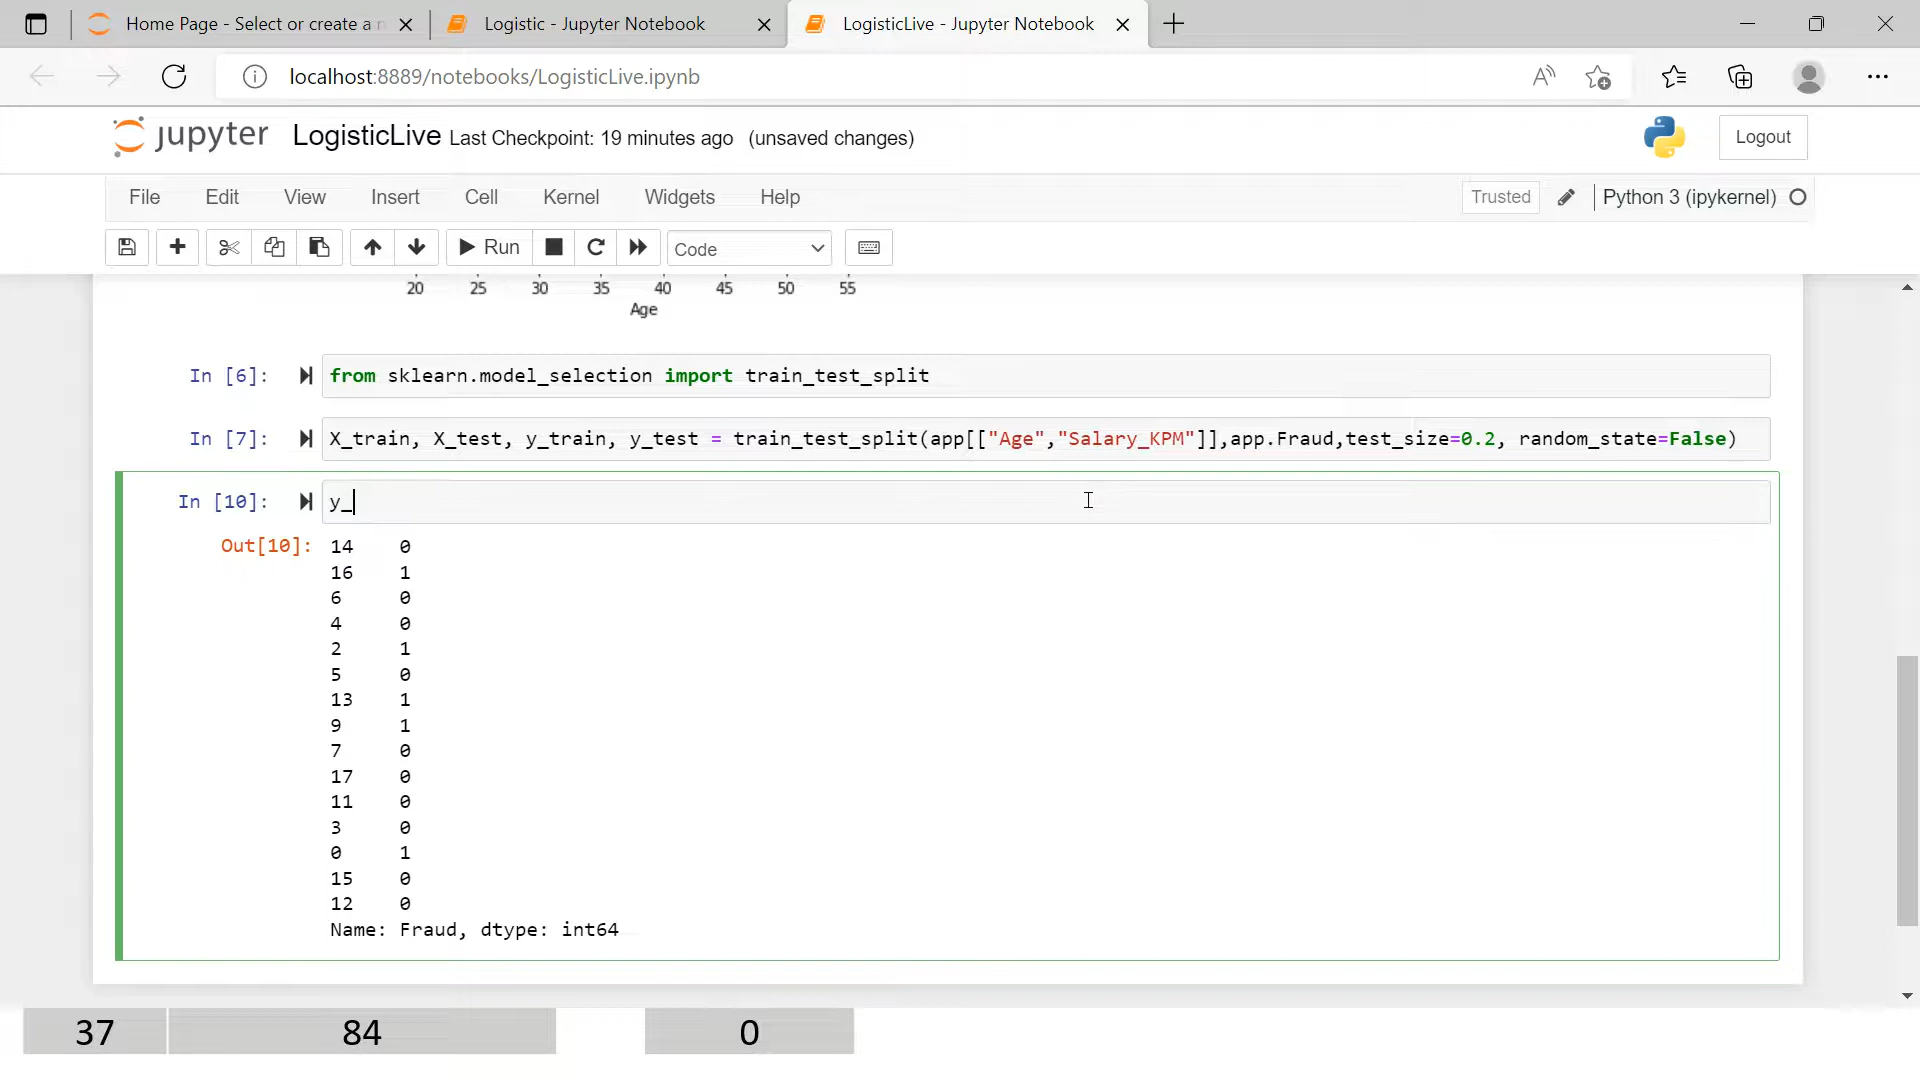 Home Page - Select or create a n
Logistic - Jupyter Notebook
LogisticLive - Jupyter Notebook
localhost:8889/notebooks/LogisticLive.ipynb
jupyter LogisticLive Last Checkpoint: 19 minutes ago (unsaved changes)
Logout
File Edit View Insert Cell Kernel Widgets Help
Trusted
Python 3 (ipykernel)
Run
Code
20 25 30 35 40 45 50 55
Age
In [6]: from sklearn.model_selection import train_test_split
In [7]: X_train, X_test, y_train, y_test = train_test_split(app[["Age","Salary_KPM"]],app.Fraud,test_size=0.2, random_state=False)
In [10]: y_
Out[10]: 14 0
16 1
6 0
4 0
2 1
5 0
13 1
9 1
7 0
17 0
11 0
3 0
0 1
15 0
12 0
Name: Fraud, dtype: int64
37 84 0